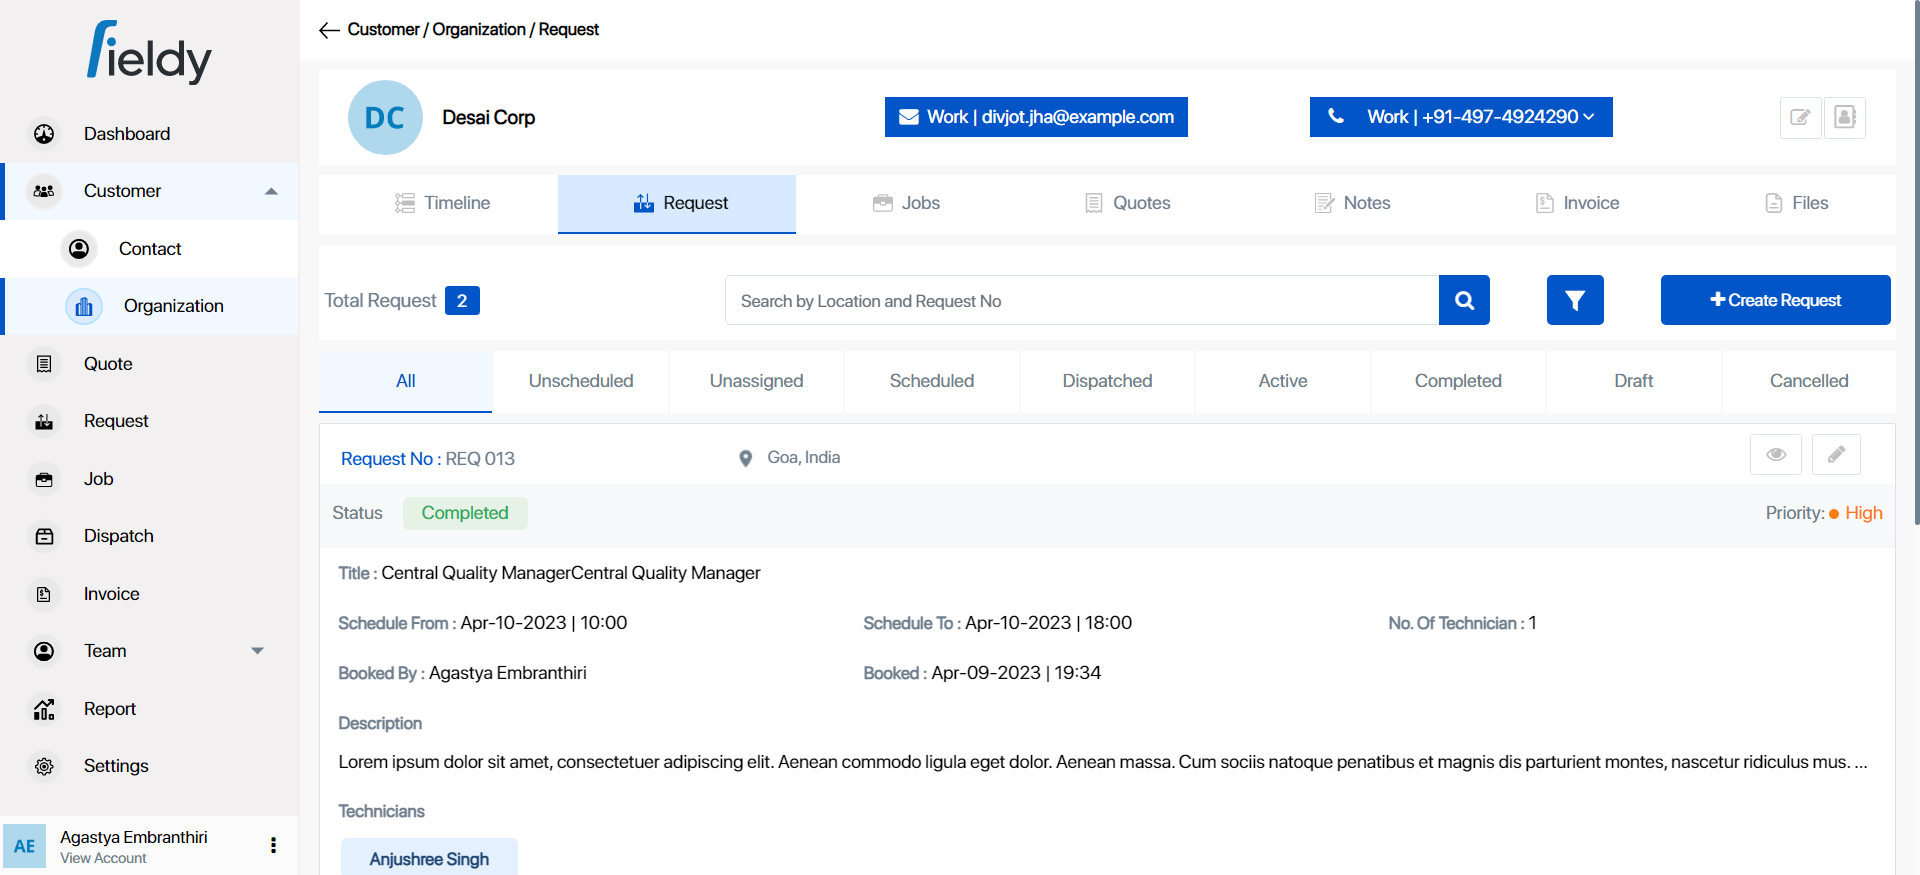 fieldy
Dashboard
Customer
Contact
Organization
Quote
Request
Job
Dispatch
Invoice
Team
Report
Settings
AE
Agastya Embranthiri
View Account
Customer / Organization / Request
DC
Desai Corp
Work | divjot.jha@example.com
Work | +91-497-4924290
Timeline
Request
Jobs
Quotes
Notes
Invoice
Files
Total Request 2
Search by Location and Request No
Create Request
All
Unscheduled
Unassigned
Scheduled
Dispatched
Active
Completed
Draft
Cancelled
Request No : REQ 013
Goa, India
Status Completed
Priority: High
Title : Central Quality ManagerCentral Quality Manager
Schedule From : Apr-10-2023 | 10:00
Schedule To : Apr-10-2023 | 18:00
No. Of Technician : 1
Booked By : Agastya Embranthiri
Booked : Apr-09-2023 | 19:34
Description
Lorem ipsum dolor sit amet, consectetuer adipiscing elit. Aenean commodo ligula eget dolor. Aenean massa. Cum sociis natoque penatibus et magnis dis parturient montes, nascetur ridiculus mus. ...
Technicians
Anjushree Singh